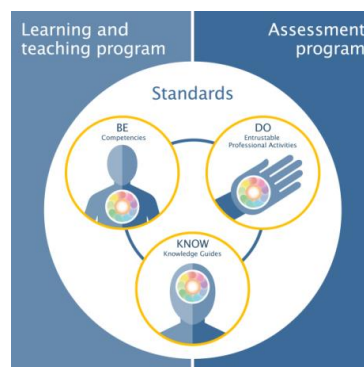 Learning and
teaching program
Assessment
program
Standards
BE
Competencies
DO
Entrustable
Professional Activities
KNOW
Knowledge Guides